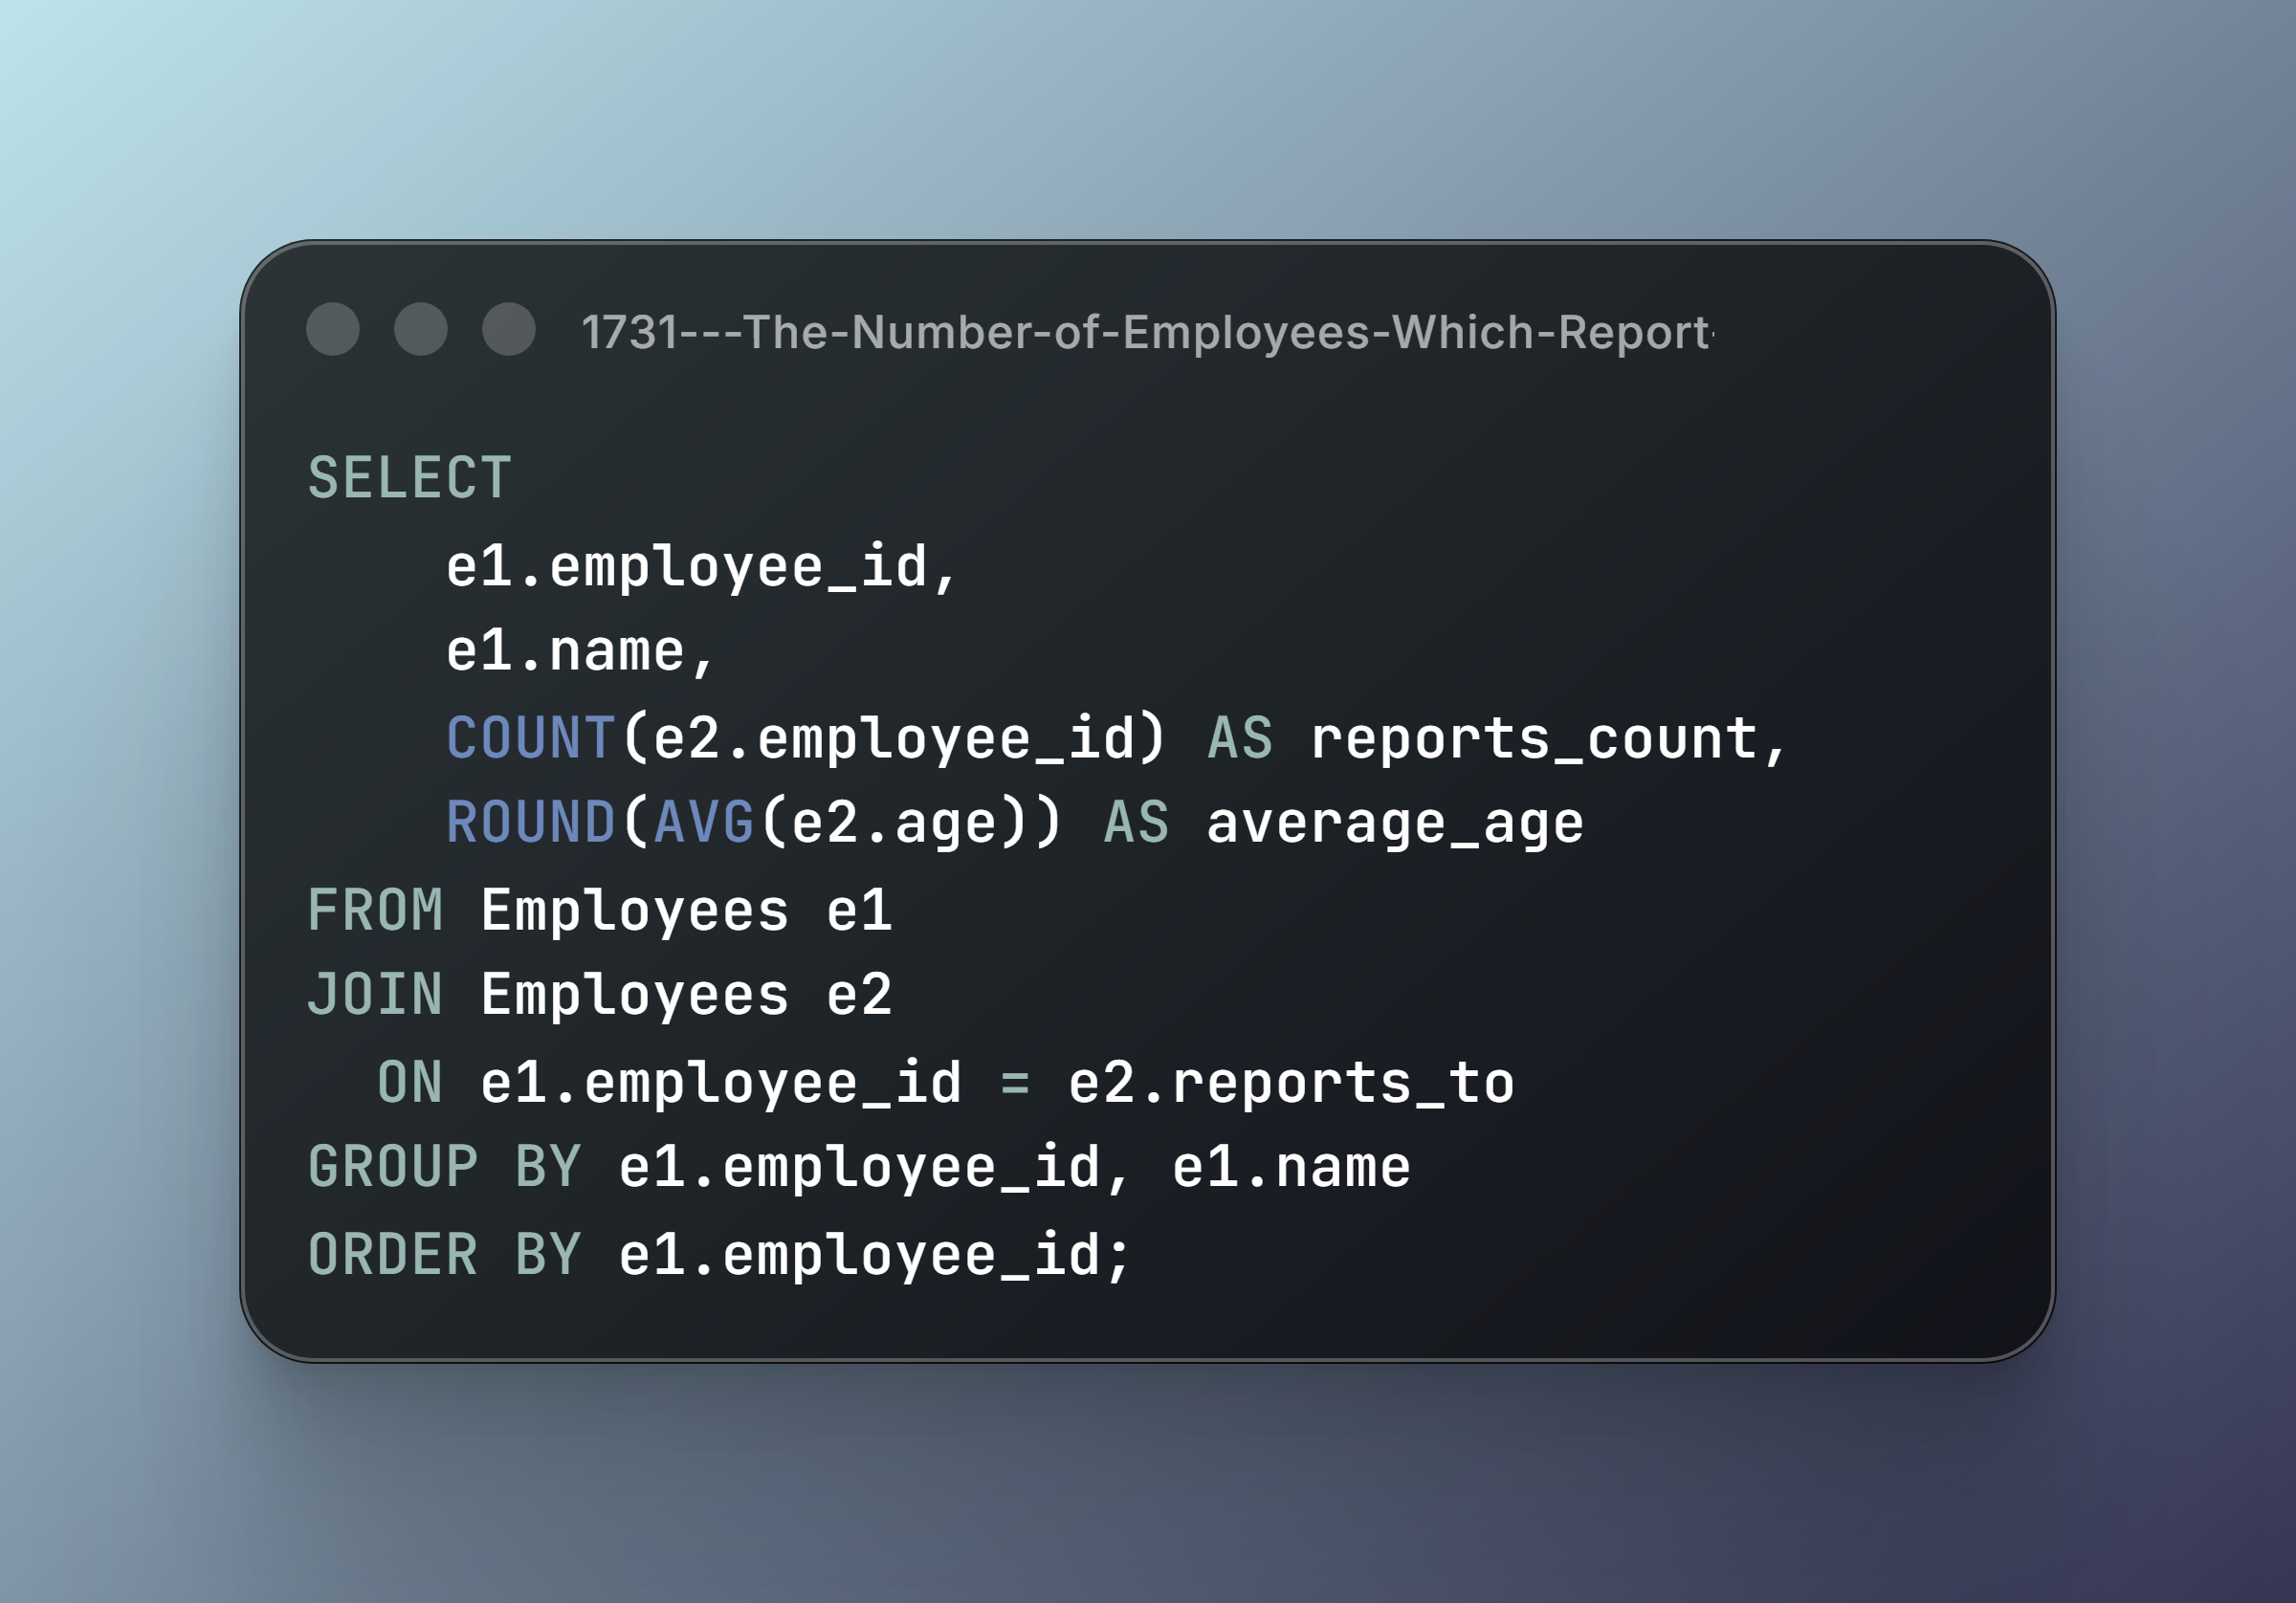 1731---The-Number-of-Employees-Which-Report
SELECT
    e1.employee_id,
    e1.name,
    COUNT(e2.employee_id) AS reports_count,
    ROUND(AVG(e2.age)) AS average_age
FROM Employees e1
JOIN Employees e2
  ON e1.employee_id = e2.reports_to
GROUP BY e1.employee_id, e1.name
ORDER BY e1.employee_id;